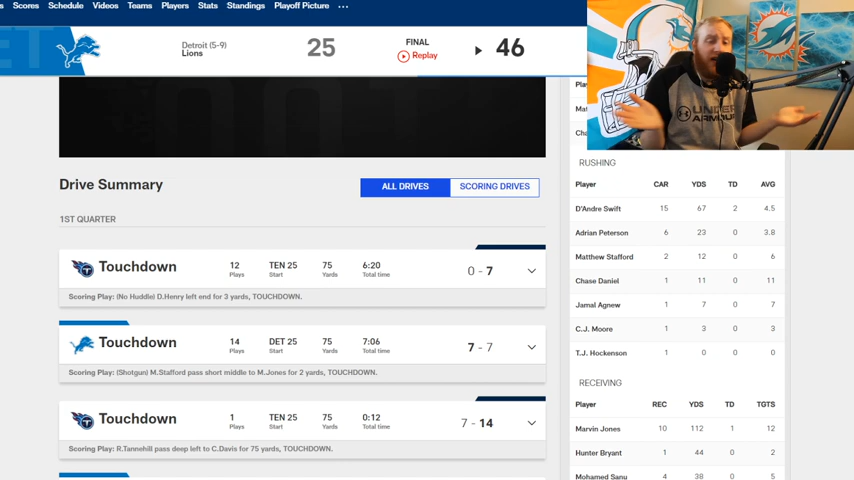 s Scores Schedule Videos Teams Players Stats Standings Playoff Picture ...
Detroit (5-9)
Lions
25
FINAL
Replay
46
Drive Summary
ALL DRIVES
SCORING DRIVES
1ST QUARTER
Touchdown
12
Plays
TEN 25
Start
75
Yards
6:20
Total time
0 - 7
Scoring Play: (No Huddle) D.Henry left end for 3 yards, TOUCHDOWN.
Touchdown
14
Plays
DET 25
Start
75
Yards
7:06
Total time
7 - 7
Scoring Play: (Shotgun) M.Stafford pass short middle to M.Jones for 2 yards, TOUCHDOWN.
Touchdown
1
Plays
TEN 25
Start
75
Yards
0:12
Total time
7 - 14
Scoring Play: R.Tannehill pass deep left to C.Davis for 75 yards, TOUCHDOWN.
Play
Mat
Cha
RUSHING
Player CAR YDS TD AVG
D'Andre Swift 15 67 2 4.5
Adrian Peterson 6 23 0 3.8
Matthew Stafford 2 12 0 6
Chase Daniel 1 11 0 11
Jamal Agnew 1 7 0 7
C.J. Moore 1 3 0 3
T.J. Hockenson 1 0 0 0
RECEIVING
Player REC YDS TD TGTS
Marvin Jones 10 112 1 12
Hunter Bryant 1 44 0 2
Mohamed Sanu 4 38 0 5
UNDER
ARMOUR